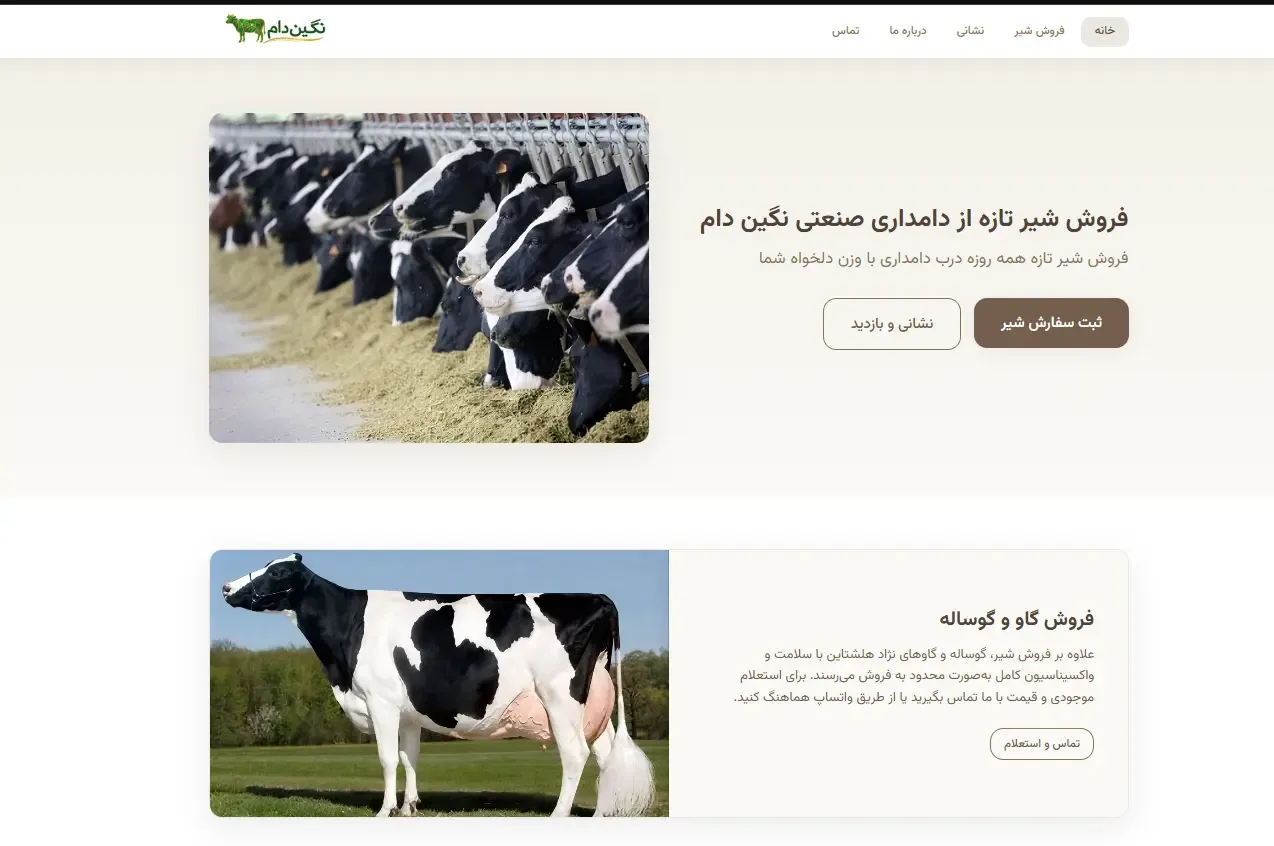 خانه
فروش شیر
نشانی
درباره ما
تماس
نگین‌دام
فروش شیر تازه از دامداری صنعتی نگین دام
فروش شیر تازه همه روزه درب دامداری با وزن دلخواه شما
ثبت سفارش شیر
نشانی و بازدید
فروش گاو و گوساله
علاوه بر فروش شیر، گوساله و گاوهای نژاد هلشتاین با سلامت و
واکسیناسیون کامل به‌صورت محدود به فروش می‌رسند. برای استعلام
موجودی و قیمت با ما تماس بگیرید یا از طریق واتساپ هماهنگ کنید.
تماس و استعلام